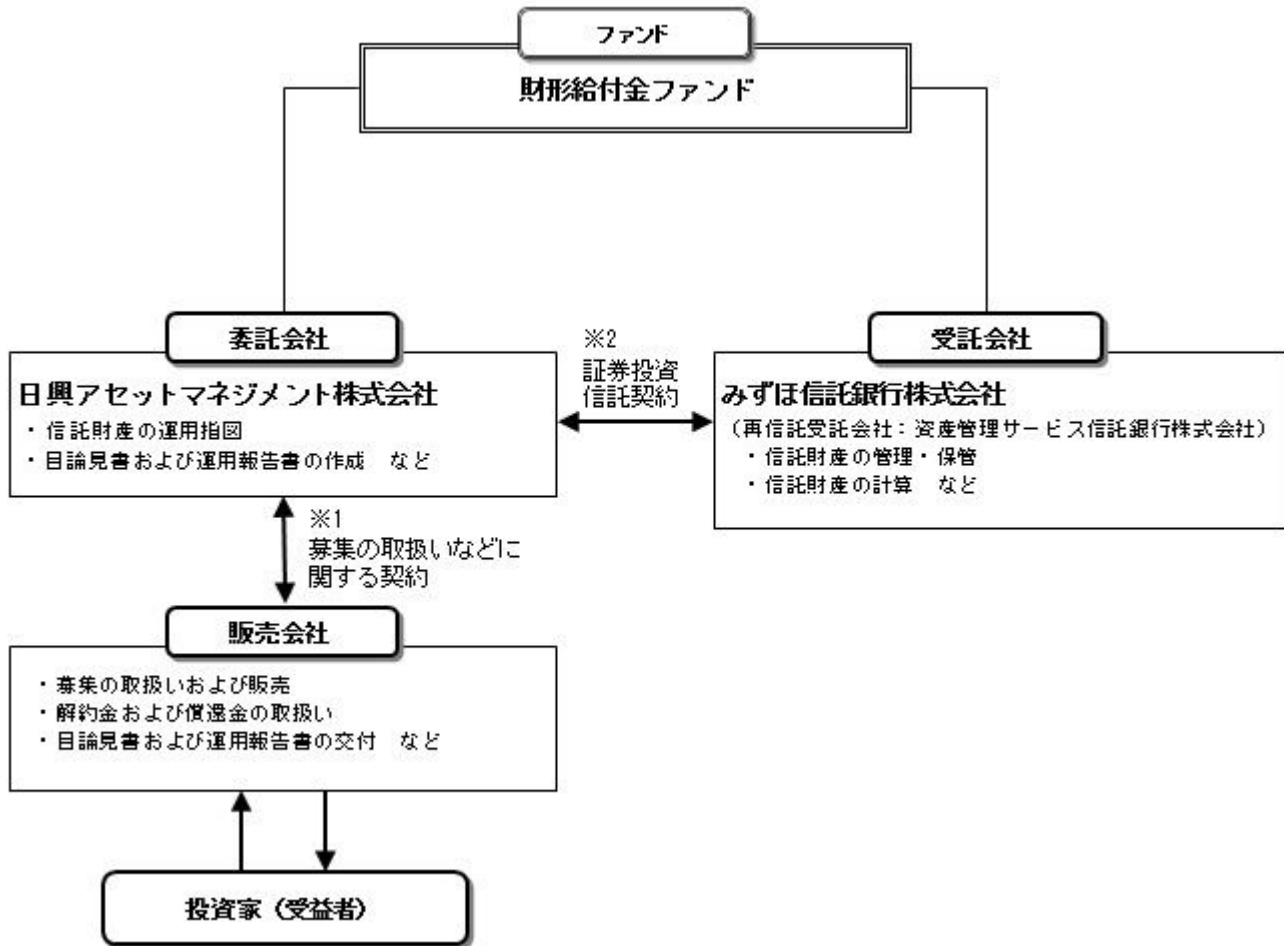 ファンド
財形給付金ファンド
委託会社
日興アセットマネジメント株式会社
・信託財産の運用指図
・目論見書および運用報告書の作成　など
※2
証券投資
信託契約
受託会社
みずほ信託銀行株式会社
（再信託受託会社：資産管理サービス信託銀行株式会社）
・信託財産の管理・保管
・信託財産の計算　など
※1
募集の取扱いなどに
関する契約
販売会社
・募集の取扱いおよび販売
・解約金および償還金の取扱い
・目論見書および運用報告書の交付　など
投資家（受益者）